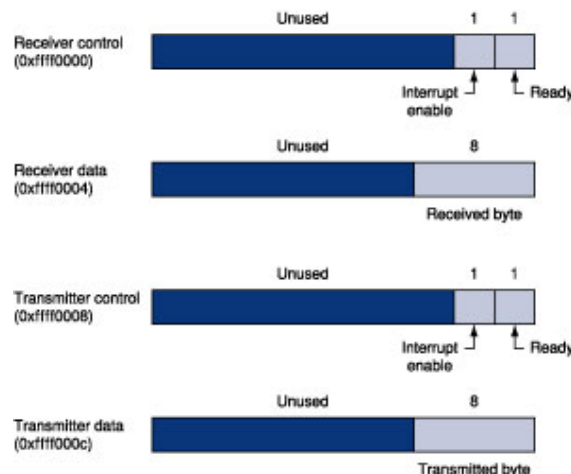 Unused 1 1
Receiver control
(0xffff0000)
Interrupt
enable
Ready
Unused 8
Receiver data
(0xffff0004)
Received byte
Unused 1 1
Transmitter control
(0xffff0008)
Interrupt
enable
Ready
Unused 8
Transmitter data
(0xffff000c)
Transmitted byte